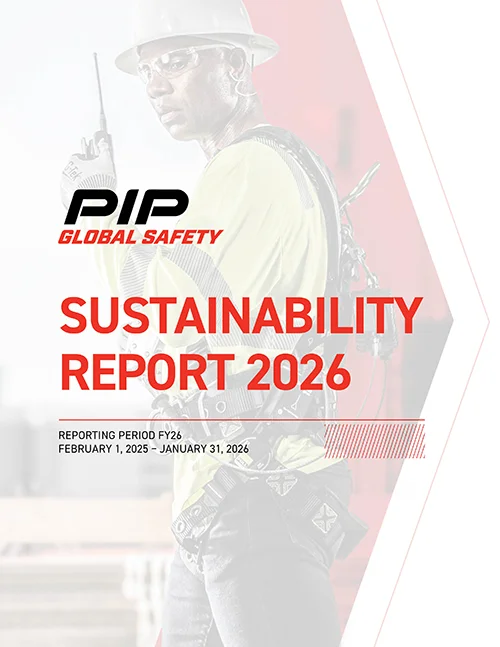 PIP
GLOBAL SAFETY
SUSTAINABILITY
REPORT 2026
REPORTING PERIOD FY26
FEBRUARY 1, 2025 – JANUARY 31, 2026